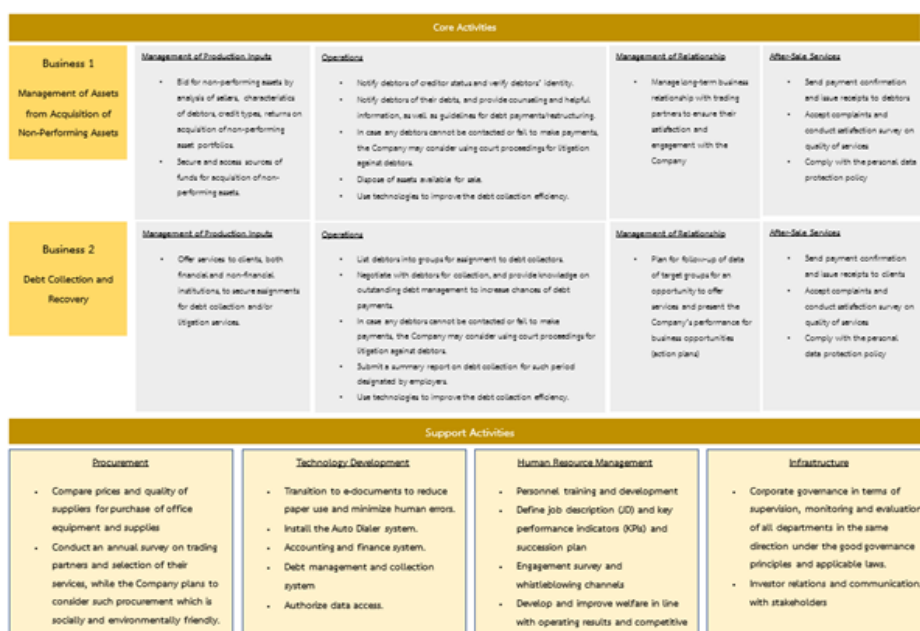 Core Activities
Business 1
Management of Assets
from Acquisition of
Non-Performing Assets
Management of Production Inputs
• Bid for non-performing assets by
analysis of sellers, characteristics
of debtors, credit types, returns on
acquisition of non-performing
asset portfolios.
• Secure and access sources of
funds for acquisition of non-
performing assets.
Operations
• Notify debtors of creditor status and verify debtors' identity.
• Notify debtors of their debts, and provide counseling and helpful
information, as well as guidelines for debt payments/restructuring.
• In case any debtors cannot be contacted or fail to make payments,
the Company may consider using court proceedings for litigation
against debtors.
• Dispose of assets available for sale.
• Use technologies to improve the debt collection efficiency.
Management of Relationship
• Manage long-term business
relationship with trading
partners to ensure their
satisfaction and
engagement with the
Company
After-Sale Services
• Send payment confirmation
and issue receipts to debtors
• Accept complaints and
conduct satisfaction survey on
quality of services
• Comply with the personal data
protection policy
Business 2
Debt Collection and
Recovery
Management of Production Inputs
• Offer services to clients, both
financial and non-financial
institutions, to secure assignments
for debt collection and/or
litigation services.
Operations
• List debtors into groups for assignment to debt collectors.
• Negotiate with debtors for collection, and provide knowledge on
outstanding debt management to increase chances of debt
payments.
• In case any debtors cannot be contacted or fail to make
payments, the Company may consider using court proceedings for
litigation against debtors.
• Submit a summary report on debt collection for such period
designated by employers.
• Use technologies to improve the debt collection efficiency.
Management of Relationship
• Plan for follow-up of data
of target groups for an
opportunity to offer
services and present the
Company's performance for
business opportunities
(action plans)
After-Sale Services
• Send payment confirmation
and issue receipts to clients
• Accept complaints and
conduct satisfaction survey on
quality of services
• Comply with the personal
data protection policy
Support Activities
Procurement
• Compare prices and quality of
suppliers for purchase of office
equipment and supplies
• Conduct an annual survey on trading
partners and selection of their
services, while the Company plans to
consider such procurement which is
socially and environmentally friendly.
Technology Development
• Transition to e-documents to reduce
paper use and minimize human errors.
• Install the Auto Dialer system.
• Accounting and finance system.
• Debt management and collection
system
• Authorize data access.
Human Resource Management
• Personnel training and development
• Define job description (JD) and key
performance indicators (KPIs) and
succession plan
• Engagement survey and
whistleblowing channels
• Develop and improve welfare in line
with operating results and competitive
Infrastructure
• Corporate governance in terms of
supervision, monitoring and evaluation
of all departments in the same
direction under the good governance
principles and applicable laws.
• Investor relations and communication
with stakeholders